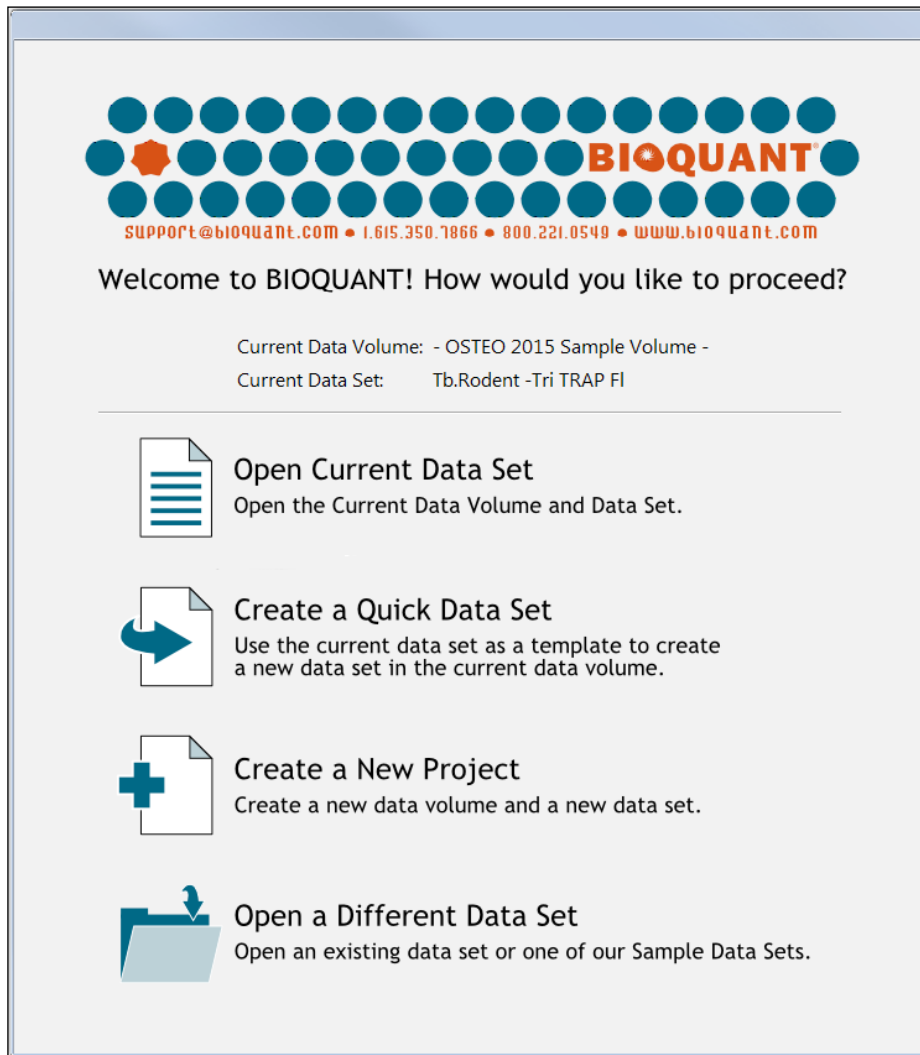 BIOQUANT®
support@bioquant.com • 1.615.350.7866 • 800.221.0549 • www.bioquant.com
Welcome to BIOQUANT! How would you like to proceed?
Current Data Volume: - OSTEO 2015 Sample Volume -
Current Data Set: Tb.Rodent -Tri TRAP Fl
Open Current Data Set
Open the Current Data Volume and Data Set.
Create a Quick Data Set
Use the current data set as a template to create
a new data set in the current data volume.
Create a New Project
Create a new data volume and a new data set.
Open a Different Data Set
Open an existing data set or one of our Sample Data Sets.